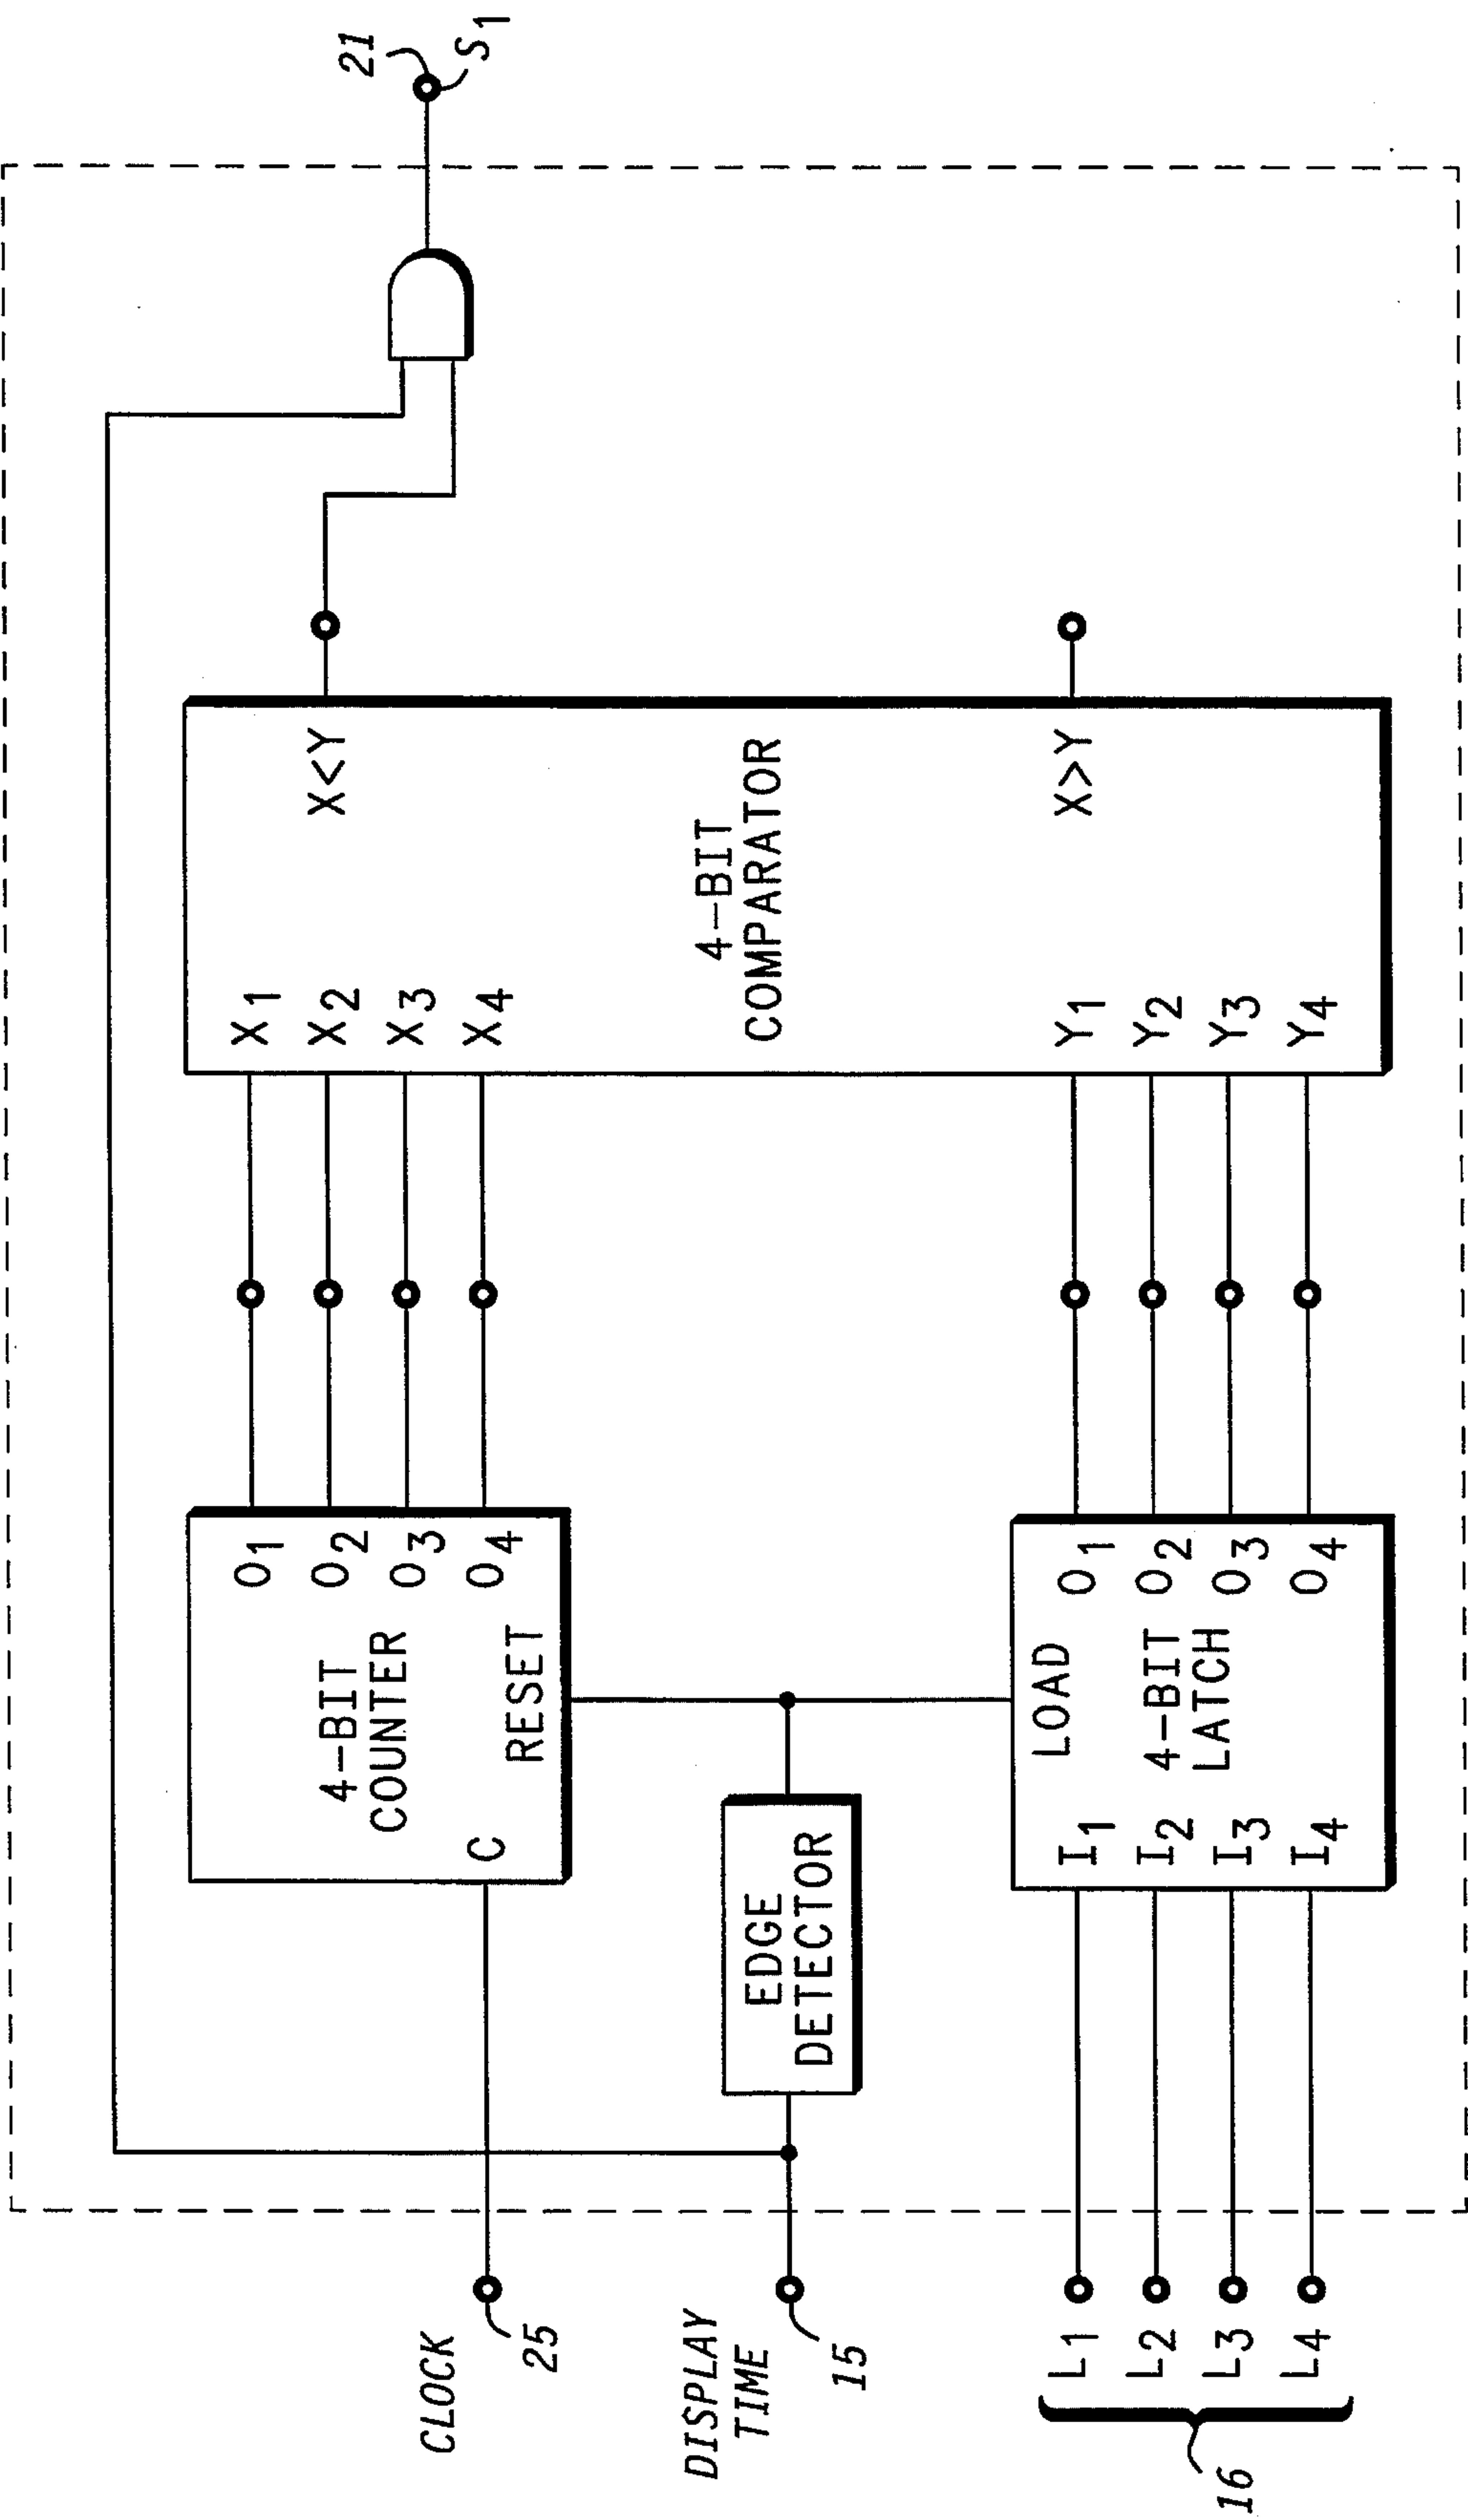 CLOCK
25
DISPLAY
TIME
15
L1
L2
L3
L4
16
4-BIT
COUNTER
C
RESET
O1
O2
O3
O4
EDGE
DETECTOR
LOAD
4-BIT
LATCH
I1
I2
I3
I4
O1
O2
O3
O4
X1
X2
X3
X4
4-BIT
COMPARATOR
Y1
Y2
Y3
Y4
X<Y
X>Y
21
S1